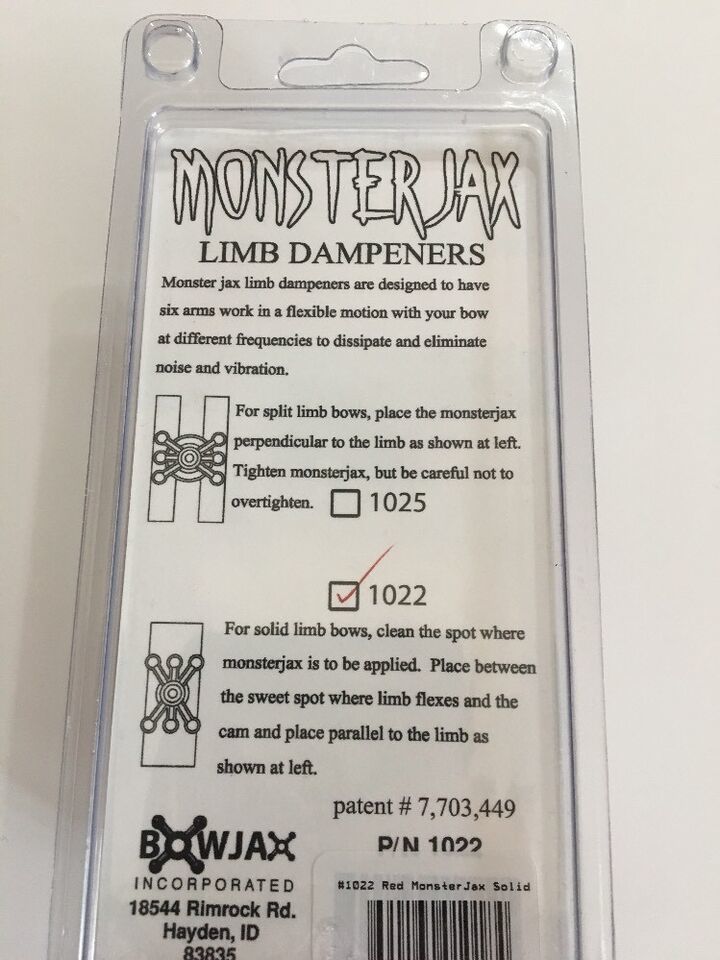 MONSTER JAX
LIMB DAMPENERS
Monster jax limb dampeners are designed to have
six arms work in a flexible motion with your bow
at different frequencies to dissipate and eliminate
noise and vibration.
For split limb bows, place the monsterjax
perpendicular to the limb as shown at left.
Tighten monsterjax, but be careful not to
overtighten. 1025
1022
For solid limb bows, clean the spot where
monsterjax is to be applied. Place between
the sweet spot where limb flexes and the
cam and place parallel to the limb as
shown at left.
patent # 7,703,449
P/N 1022
BOWJAX
INCORPORATED
18544 Rimrock Rd.
Hayden, ID
83835
#1022 Red MonsterJax Solid